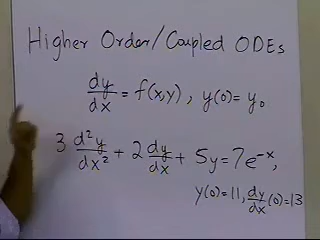 Higher Order/Coupled ODEs
dy/dx = f(x,y), y(0)=y₀
3 d²y/dx² + 2 dy/dx + 5y = 7e⁻ˣ,
y(0)=11, dy/dx(0)=13